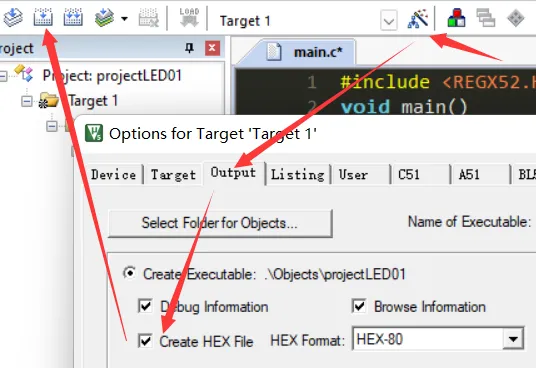 LOAD
Target 1
roject
main.c*
Project: projectLED01
1 #include <REGX52.H
Target 1
2 void main()
Options for Target 'Target 1'
Device Target Output Listing User C51 A51 BL5
Select Folder for Objects... Name of Executable:
Create Executable: .\Objects\projectLED01
Debug Information Browse Information
Create HEX File HEX Format: HEX-80